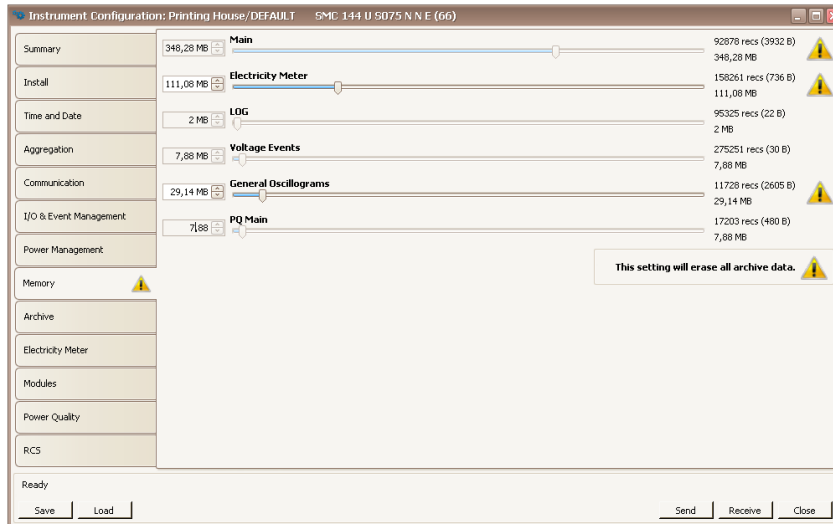 Instrument Configuration: Printing House/DEFAULT SMC 144 U S075 N N E (66)
Summary
Install
Time and Date
Aggregation
Communication
I/O & Event Management
Power Management
Memory
Archive
Electricity Meter
Modules
Power Quality
RCS
348,28 MB
Main
92878 recs (3932 B)
348,28 MB
111,08 MB
Electricity Meter
158261 recs (736 B)
111,08 MB
2 MB
LOG
95325 recs (22 B)
2 MB
7,88 MB
Voltage Events
275251 recs (30 B)
7,88 MB
29,14 MB
General Oscillograms
11728 recs (2605 B)
29,14 MB
7,88
PQ Main
17203 recs (480 B)
7,88 MB
This setting will erase all archive data.
Ready
Save Load Send Receive Close